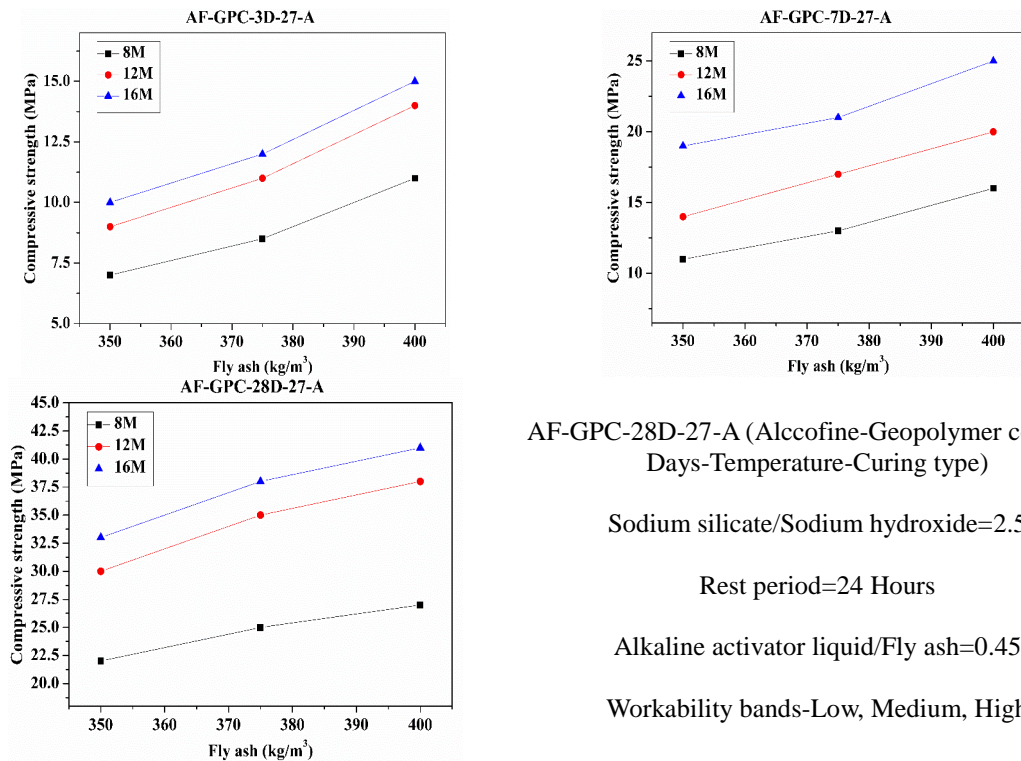 AF-GPC-3D-27-A
8M
12M
16M
Compressive strength (MPa)
15.0
12.5
10.0
7.5
5.0
350 360 370 380 390 400
Fly ash (kg/m³)
AF-GPC-7D-27-A
8M
12M
16M
Compressive strength (MPa)
25
20
15
10
350 360 370 380 390 400
Fly ash (kg/m³)
AF-GPC-28D-27-A
8M
12M
16M
Compressive strength (MPa)
45.0
42.5
40.0
37.5
35.0
32.5
30.0
27.5
25.0
22.5
20.0
350 360 370 380 390 400
Fly ash (kg/m³)
AF-GPC-28D-27-A (Alccofine-Geopolymer c
Days-Temperature-Curing type)
Sodium silicate/Sodium hydroxide=2.5
Rest period=24 Hours
Alkaline activator liquid/Fly ash=0.45
Workability bands-Low, Medium, High